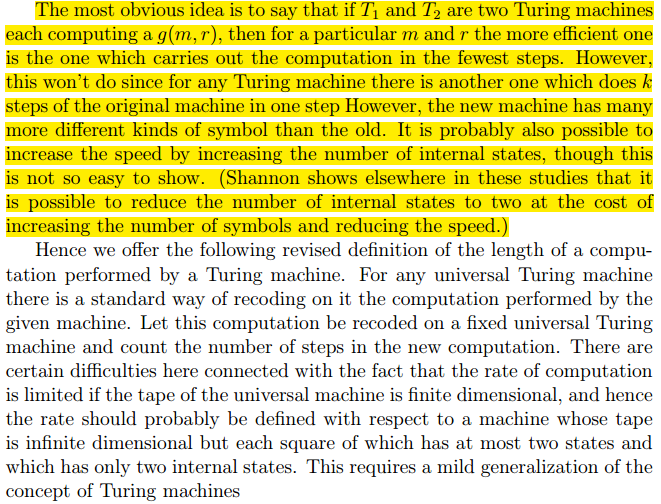 The most obvious idea is to say that if T₁ and T₂ are two Turing machines
each computing a g(m, r), then for a particular m and r the more efficient one
is the one which carries out the computation in the fewest steps. However,
this won't do since for any Turing machine there is another one which does k
steps of the original machine in one step However, the new machine has many
more different kinds of symbol than the old. It is probably also possible to
increase the speed by increasing the number of internal states, though this
is not so easy to show. (Shannon shows elsewhere in these studies that it
is possible to reduce the number of internal states to two at the cost of
increasing the number of symbols and reducing the speed.)
Hence we offer the following revised definition of the length of a compu-
tation performed by a Turing machine. For any universal Turing machine
there is a standard way of recoding on it the computation performed by the
given machine. Let this computation be recoded on a fixed universal Turing
machine and count the number of steps in the new computation. There are
certain difficulties here connected with the fact that the rate of computation
is limited if the tape of the universal machine is finite dimensional, and hence
the rate should probably be defined with respect to a machine whose tape
is infinite dimensional but each square of which has at most two states and
which has only two internal states. This requires a mild generalization of the
concept of Turing machines